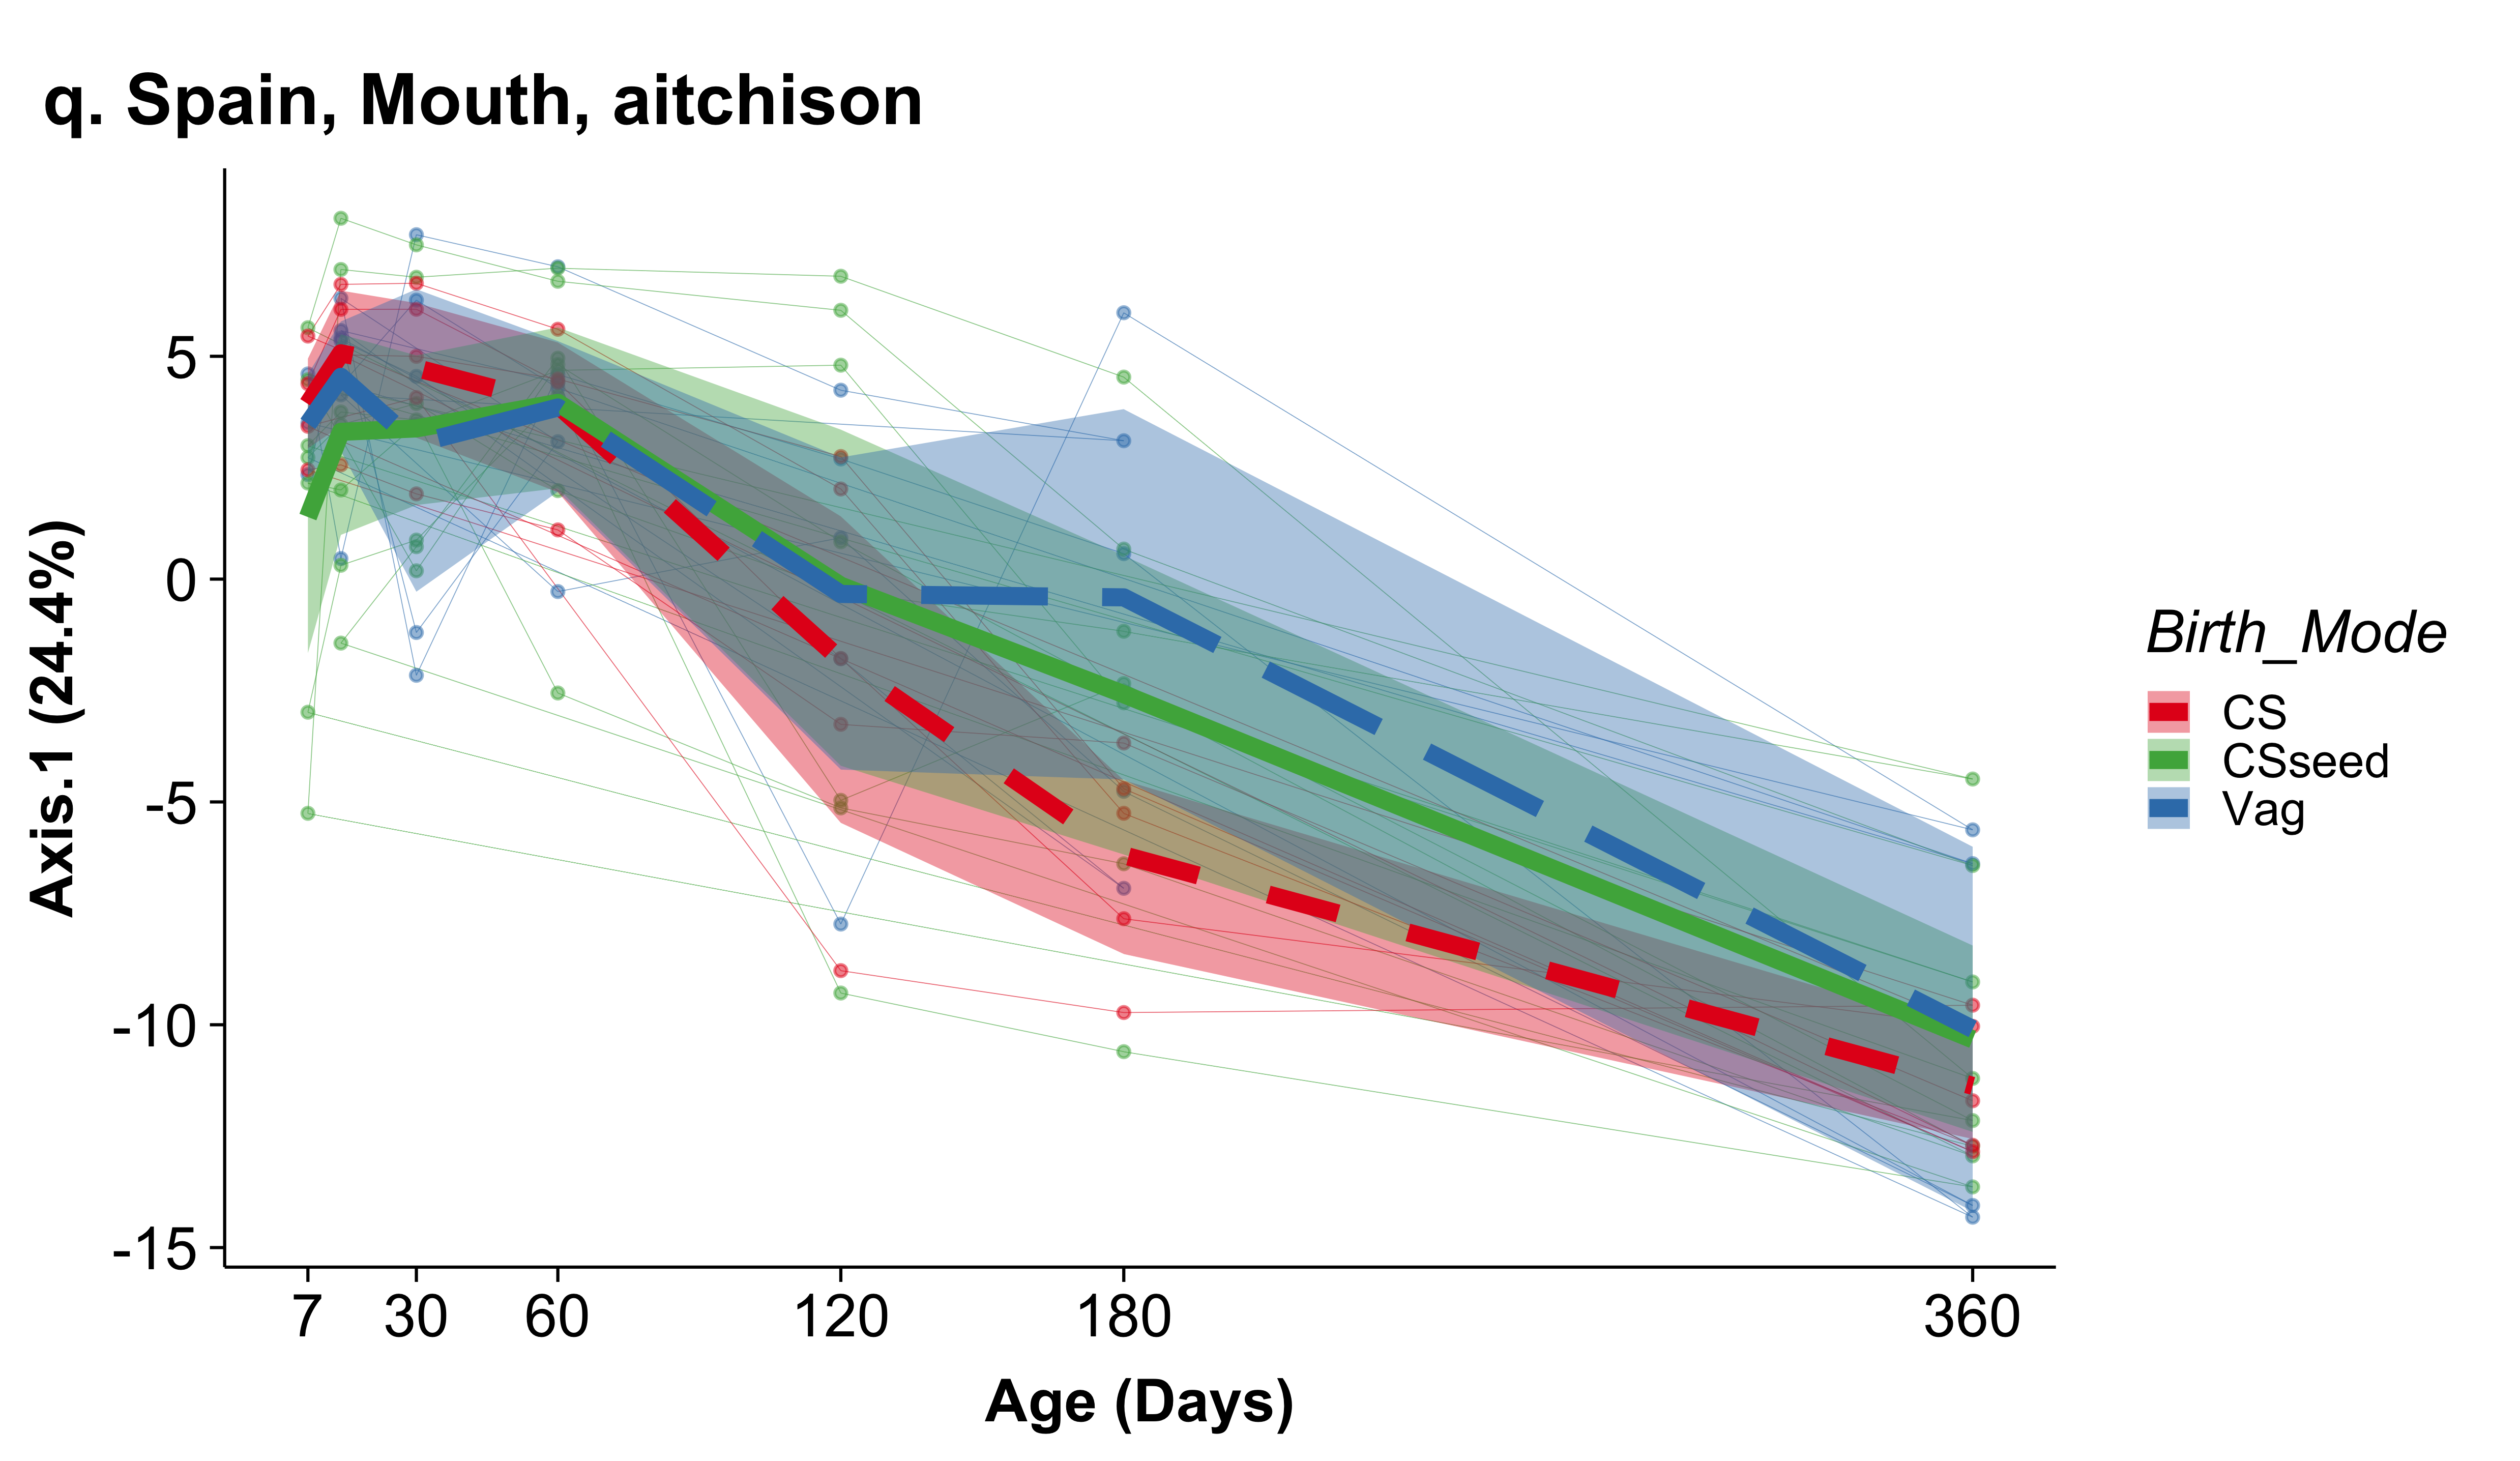 q. Spain, Mouth, aitchison
Axis.1 (24.4%)
5
0
-5
-10
-15
7 30 60 120 180 360
Age (Days)
Birth_Mode
CS
CSseed
Vag